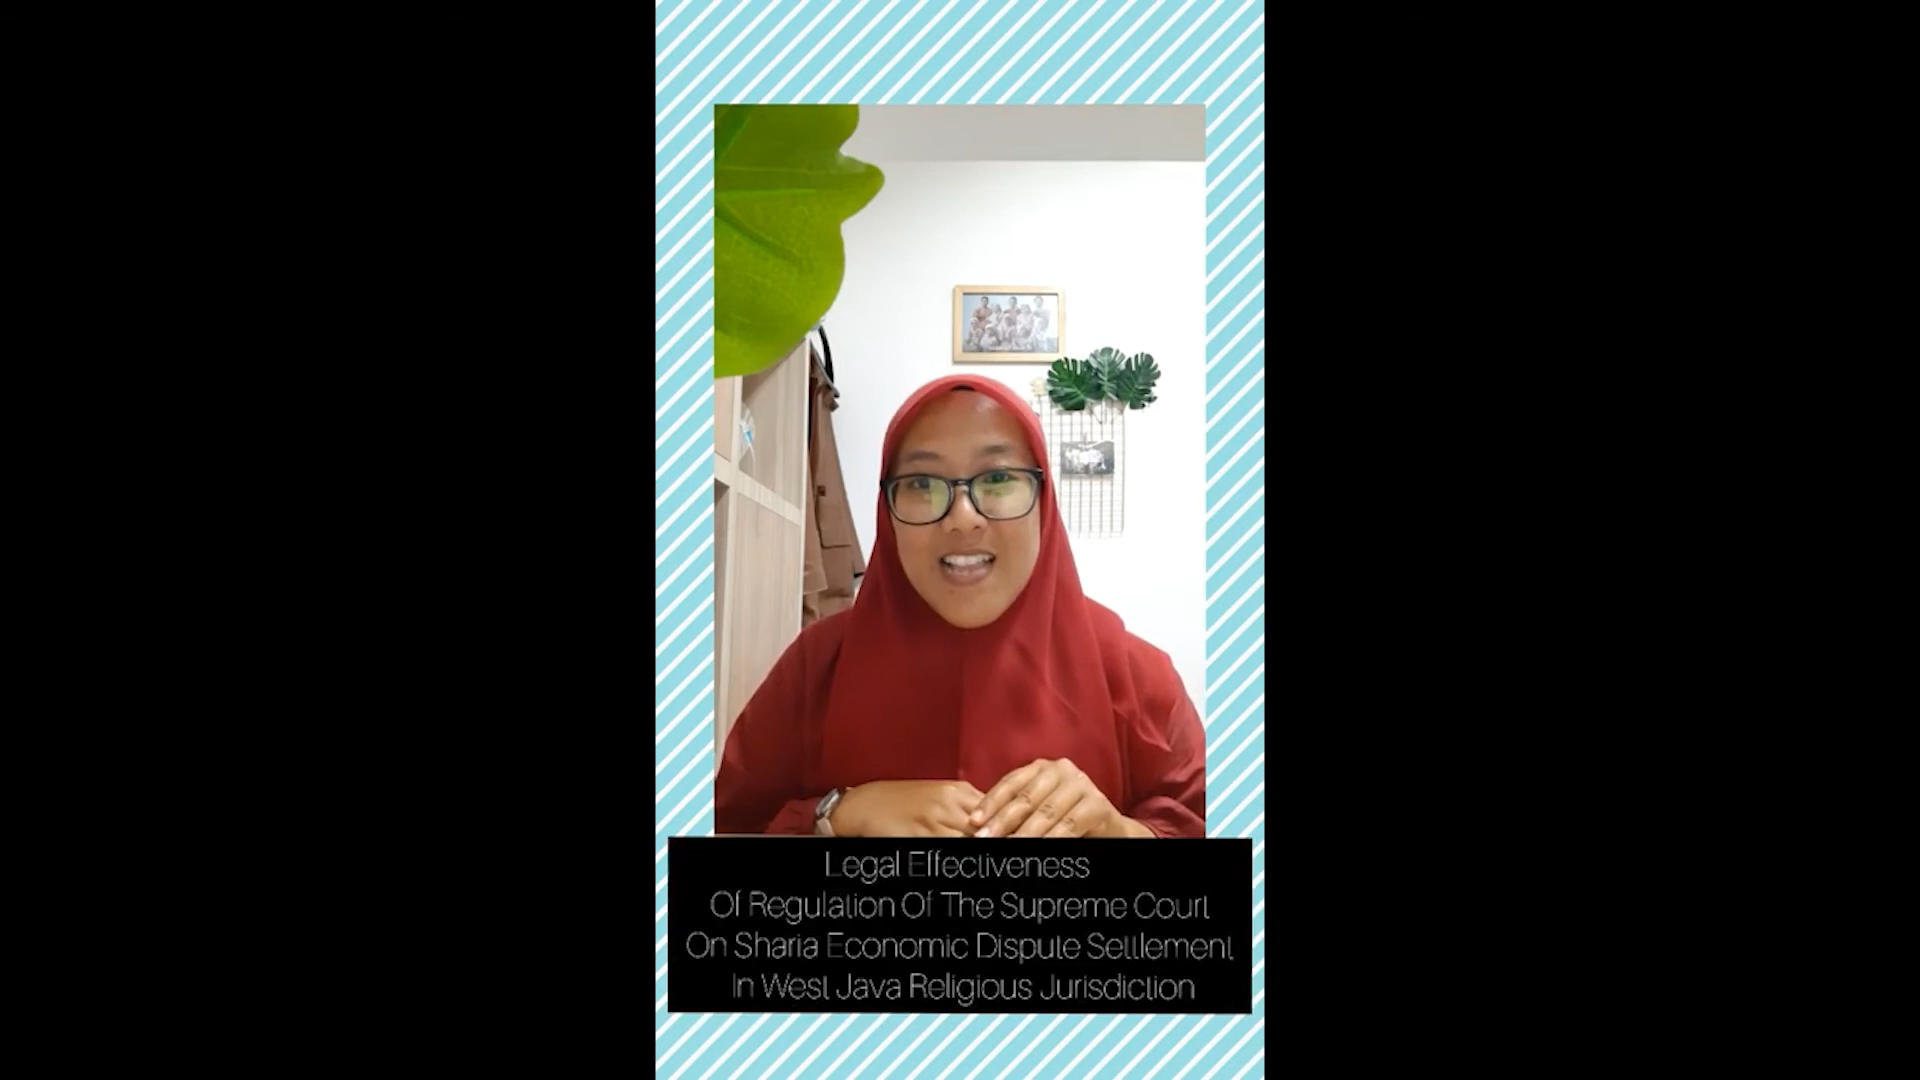 Legal Effectiveness
Of Regulation Of The Supreme Court
On Sharia Economic Dispute Settlement
In West Java Religious Jurisdiction